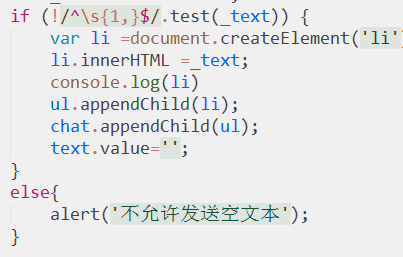 if (!/^\s{1,}$/.test(_text)) {
var li =document.createElement('li'
li.innerHTML =_text;
console.log(li)
ul.appendChild(li);
chat.appendChild(ul);
text.value='';
}
else{
alert('不允许发送空文本');
}